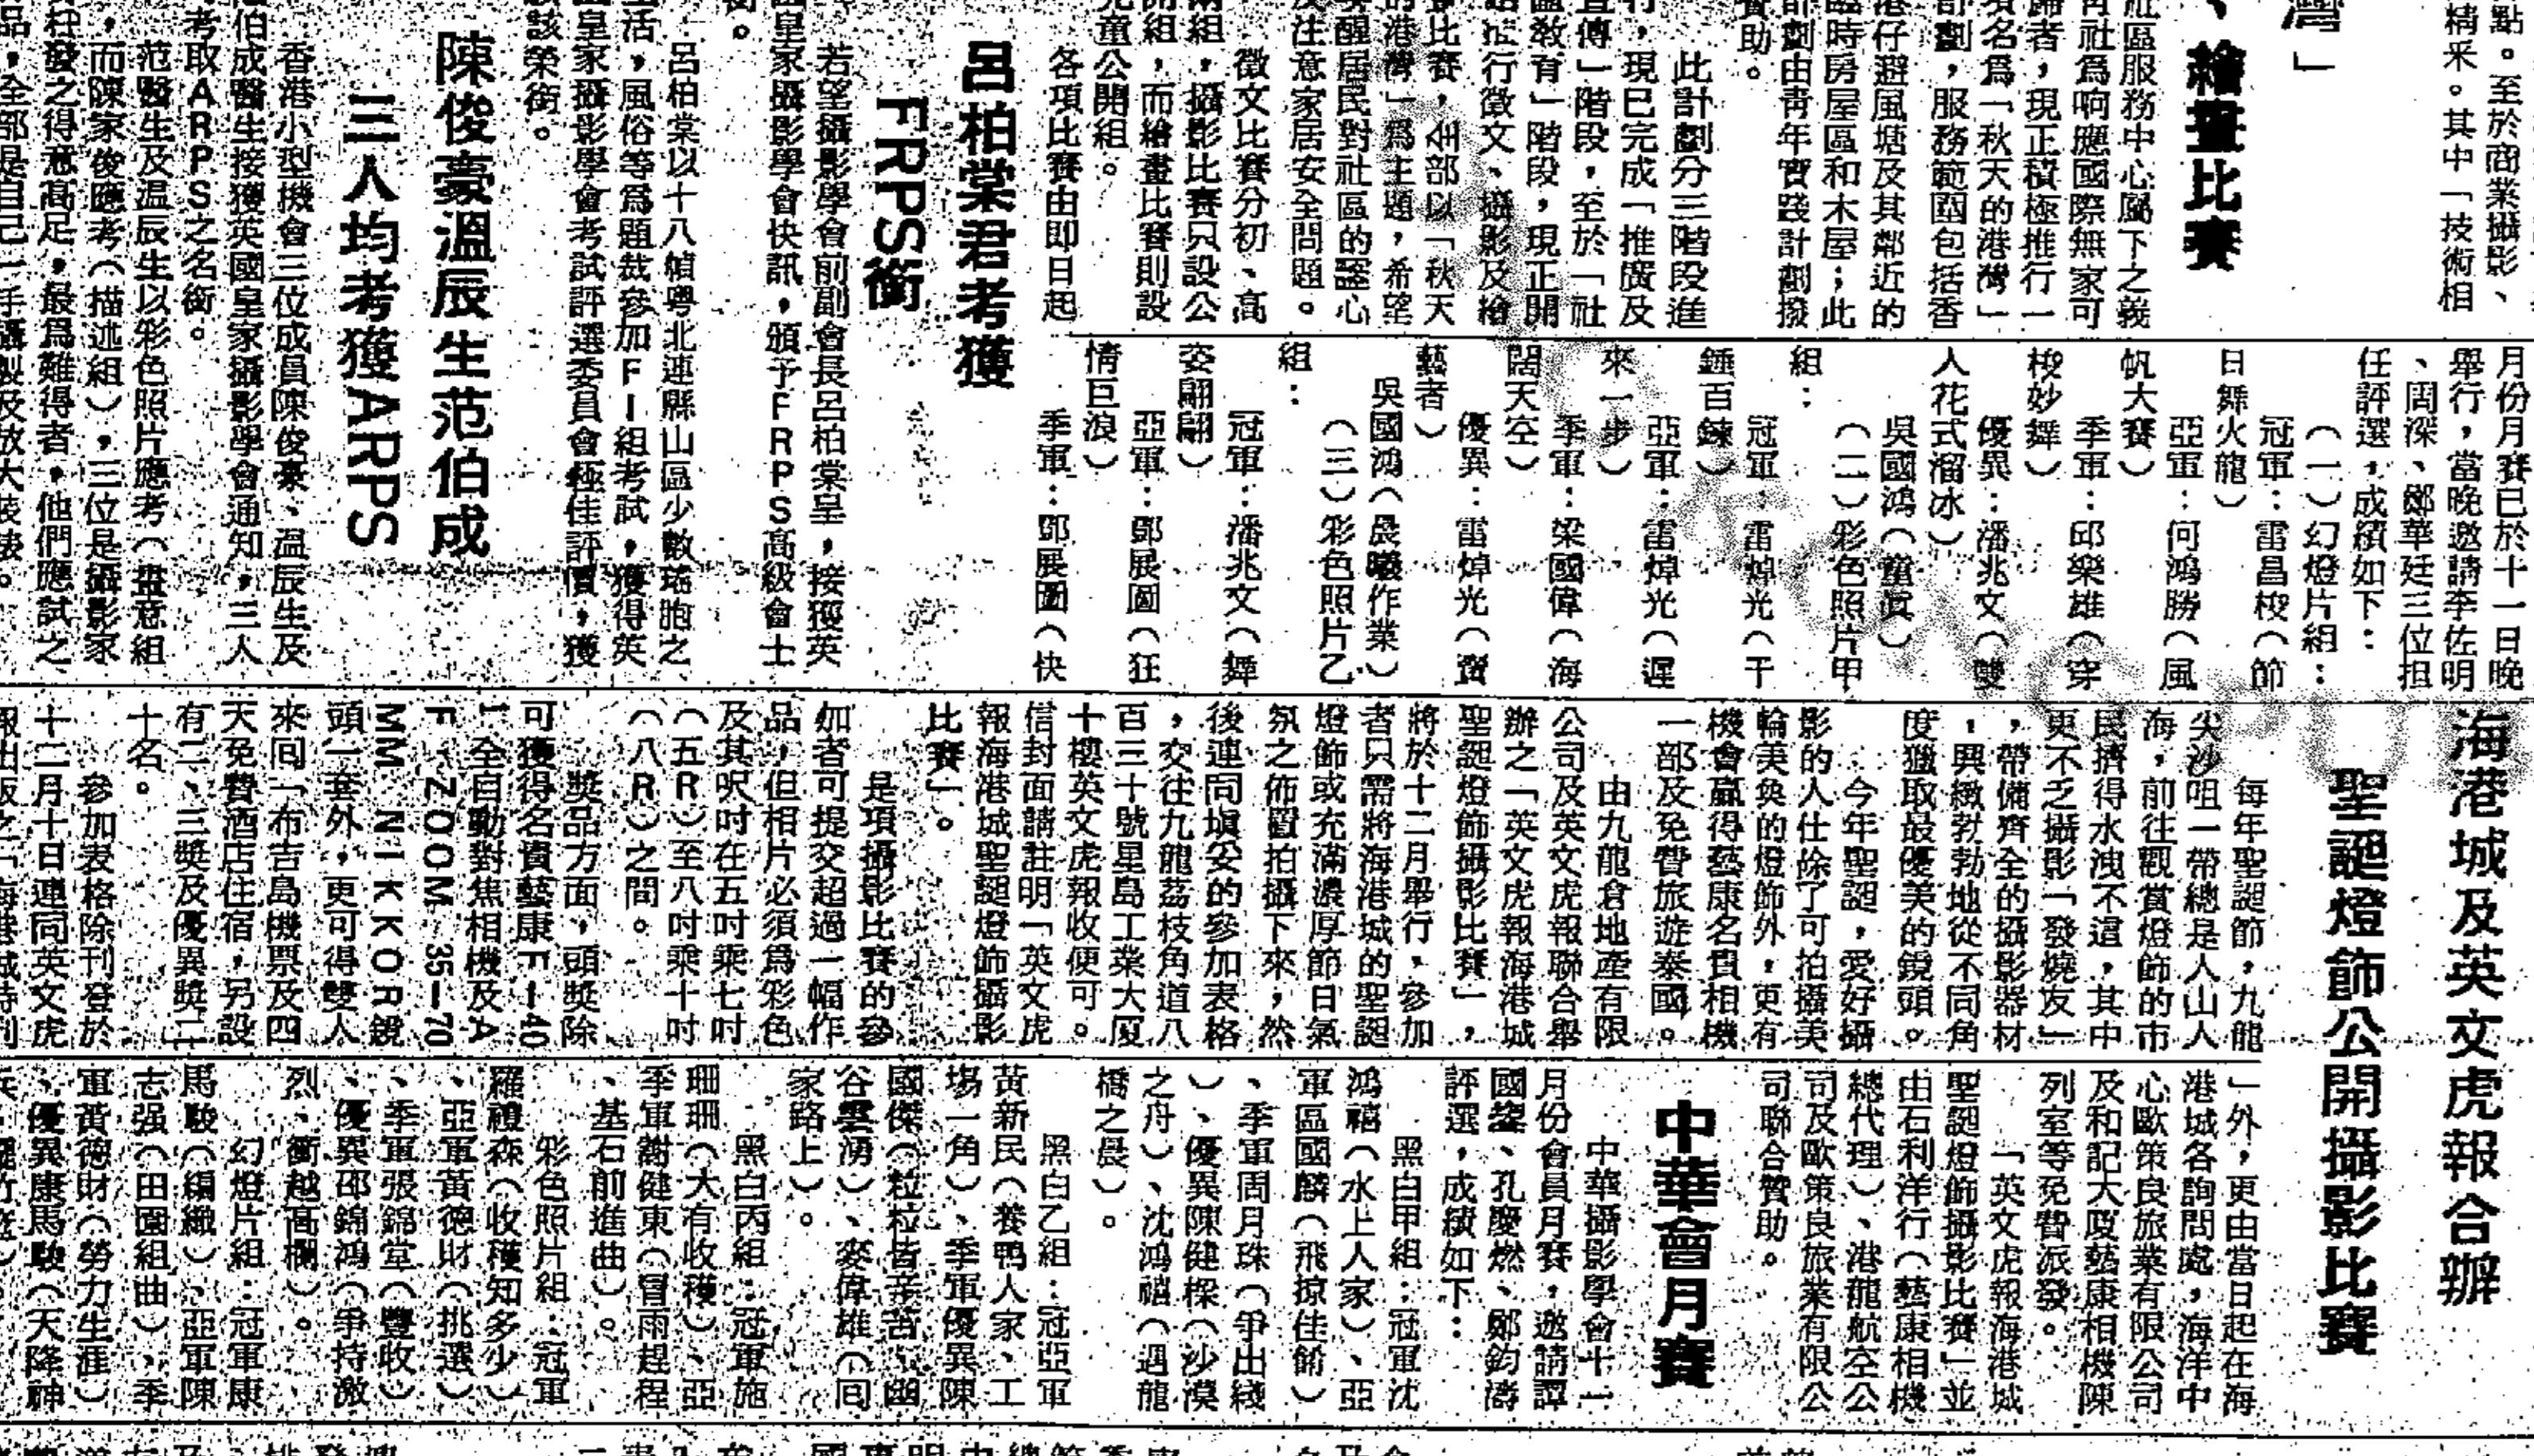 點。至於商業攝影、
精采。其中「技術相
灣」
、繪畫比賽
社區服務中心屬下之義
青社為响應國際無家可
歸者，現正積極推行一
項名爲「秋天的港灣」
計劃，服務範圍包括香
港仔避風塘及其鄰近的
臨時房屋區和木屋；此
計劃由靑年實踐計劃撥
贊助。
此計劃分三階段進
行，現已完成「推廣及
宣傳」階段，至於「社
區敎育」階段，現正開
行徵文、攝影及繪
參比賽，全部以「秋天
的港灣」爲主題，希望
喚醒居民對社區的關心
及注意家居安全問題。
徵文比賽分初、高
兩組，攝影比賽只設公
開組，而繪畫比賽則設
兒童公開組。
各項比賽由即日起
呂柏棠君考獲
FRPS銜
若望攝影學會前副會長呂柏棠呈，接獲英
國皇家攝影學會快訊，頒予FRPS高級會士
銜。
呂柏棠以十八幀粵北連縣山區少數瑤胞之
生活，風俗等爲題裁參加FI組考試，獲得英
國皇家攝影學會考試評選委員會極佳評價，獲
該榮銜。
陳俊豪溫辰生范伯成
三人均考獲ARPS
香港小型機會三位成員陳俊豪、溫辰生及
范伯成醫生接獲英國皇家攝影學會通知，三人
考取ARPS之名銜。
范醫生及溫辰生以彩色照片應考（畫意組
，而陳家俊應考（描述組），三位是攝影家
發之得意高足，最爲難得者，他們應試之
品，全部是自己一手攝製及放大裝裱。
月份月賽已於十一日晚
舉行，當晚邀請李佐明
、周深、鄭華廷三位担
任評選，成績如下：
（一）幻燈片組：
冠軍：雷昌梭（節
日舞火龍）
亞軍：何鴻勝（風
帆大賽）
季軍：邱樂雄（穿
梭妙舞）
優異：潘兆文（雙
人花式溜冰）
吳國鴻（童真）
（二）彩色照片甲
組：
冠軍：雷焯光（千
錘百鍊）
亞軍：雷焯光（遲
來一步）
季軍：梁國偉（海
闊天空）
優異：雷焯光（賣
藝者）
吳國鴻（晨曦作業）
（三）彩色照片乙
組：
冠軍：潘兆文（舞
姿翩翩）
亞軍：鄧展圖（狂
情巨浪）
季軍：鄧展圖（快
海港城及英文虎報合辦
聖誕燈飾公開攝影比賽
每年聖誕節，九龍
尖沙咀一帶總是人山人
海，前往觀賞燈飾的市
民擠得水洩不通，其中
更不乏攝影「發燒友」
，帶備齊全的攝影器材
，興緻勃勃地從不同角
度獵取最優美的鏡頭。
今年聖誕，愛好攝
影的人仕除了可拍攝美
輪美奐的燈飾外，更有
機會贏得藝康名貴相機
一部及免費旅遊泰國。
由九龍倉地產有限
公司及英文虎報聯合舉
辦之「英文虎報海港城
聖誕燈飾攝影比賽」，
將於十二月舉行，參加
者只需將海港城的聖誕
燈飾或充滿濃厚節日氣
氛之佈置拍攝下來，然
後連同塡妥的參加表格
，交往九龍荔枝角道八
百三十號星島工業大厦
十樓英文虎報收便可。
信封面請註明「英文虎
報海港城聖誕燈飾攝影
比賽」。
是項攝影比賽的參
加者可提交超過一幅作
品，但相片必須爲彩色
及其呎吋在五吋乘七吋
（五R）至八吋乘十吋
（八R）之間。
獎品方面，頭獎除
可獲得名貴藝康F－40
1全自動對焦相機及A
F ZOOM 35－70
MM NIKKOR鏡
頭一套外，更可得雙人
來回「布吉島機票及四
天免費酒店住宿，另設
有二、三獎及優異獎二
十名。
參加表格除刊登於
十二月十日連同英文虎
報出版之「海港城特刊
」外，更由當日起在海
港城各詢問處，海洋中
心歐策良旅業有限公司
及和記大厦藝康相機陳
列室等免費派發。
「英文虎報海港城
聖誕燈飾攝影比賽」並
由石利洋行（藝康相機
總代理）、港龍航空公
司及歐策良旅業有限公
司聯合贊助。
中華會月賽
中華攝影學會十一
月份會員月賽，邀請譚
國鋆、孔慶燃、鄭鈞濤
評選，成績如下：
黑白甲組：冠軍沈
鴻禧（水上人家）、亞
軍區國麟（飛掠佳節）
、季軍周月珠（爭出綫
）、優異陳健樑（沙漠
之舟）、沈鴻禧（遇龍
橋之晨）。
黑白乙組：冠亞軍
黃新民（養鴨人家、工
場一角）、季軍優異陳
國傑（粒粒皆辛苦、幽
谷雲湧）、麥偉雄（回
家路上）。
黑白丙組：冠軍施
珊珊（大有收穫）、亞
季軍謝健東（冒雨趕程
、基石前進曲）。
彩色照片組：冠軍
羅禮森（收穫知多少）
、亞軍黃德財（挑選）
、季軍張錦堂（豐收）
、優異邵錦鴻（爭持激
烈、衝越高欄）。
幻燈片組：冠軍康
馬駿（編織）、亞軍陳
志强（田園組曲）、季
軍黃德財（勞力生涯）
、優異康馬駿（天降神